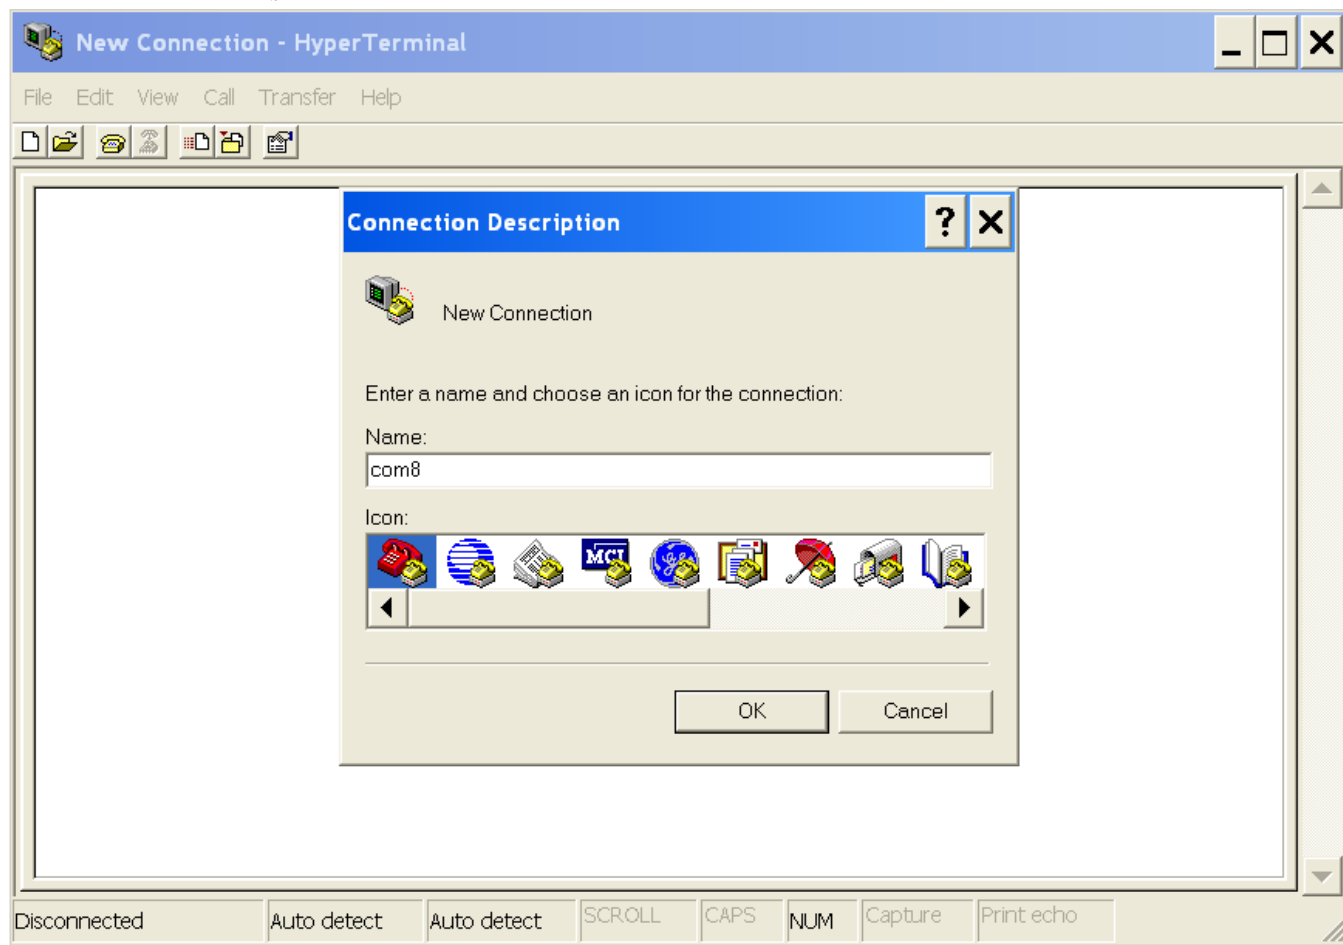 New Connection - HyperTerminal
File Edit View Call Transfer Help
Connection Description
New Connection
Enter a name and choose an icon for the connection:
Name:
com8
Icon:
MCI
OK Cancel
Disconnected Auto detect Auto detect SCROLL CAPS NUM Capture Print echo